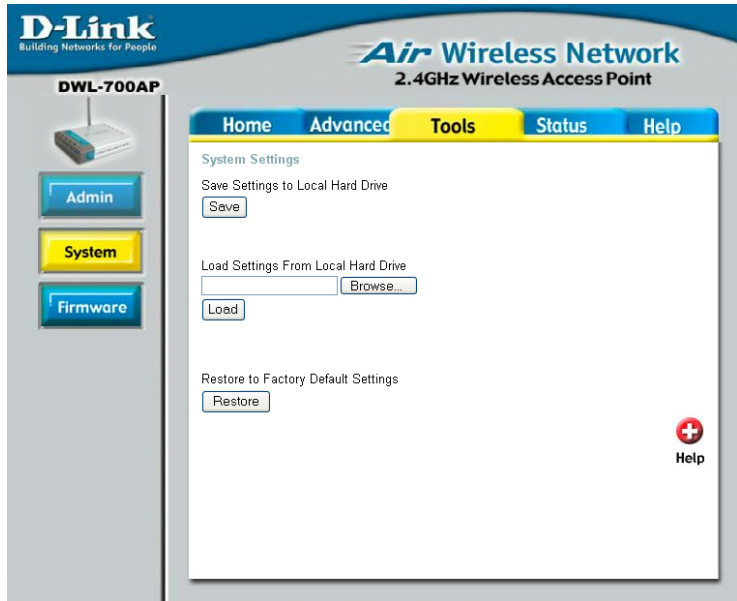 D-Link
Building Networks for People
Air Wireless Network
2.4GHz Wireless Access Point
DWL-700AP
Home Advanced Tools Status Help
System Settings
Save Settings to Local Hard Drive
Save
Load Settings From Local Hard Drive
Browse...
Load
Restore to Factory Default Settings
Restore
Admin
System
Firmware
Help